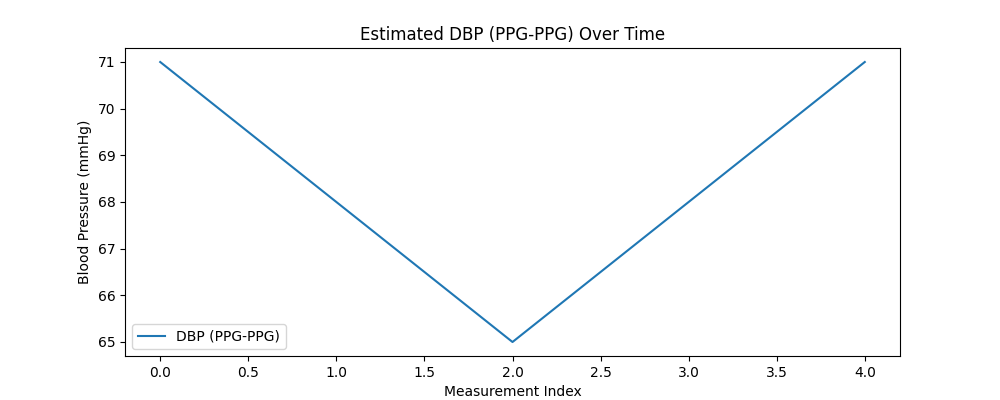 Estimated DBP (PPG-PPG) Over Time
Blood Pressure (mmHg)
71
70
69
68
67
66
65
DBP (PPG-PPG)
0.0 0.5 1.0 1.5 2.0 2.5 3.0 3.5 4.0
Measurement Index